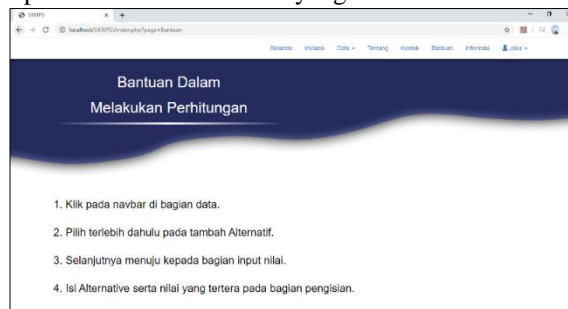 SKRIPSI
localhost/SKRIPSI/index.php?page=Bantuan
Beranda Instansi Data Tentang Kontak Bantuan Informasi Jaka
Bantuan Dalam
Melakukan Perhitungan
1. Klik pada navbar di bagian data.
2. Pilih terlebih dahulu pada tambah Alternatif.
3. Selanjutnya menuju kepada bagian input nilai.
4. Isi Alternative serta nilai yang tertera pada bagian pengisian.